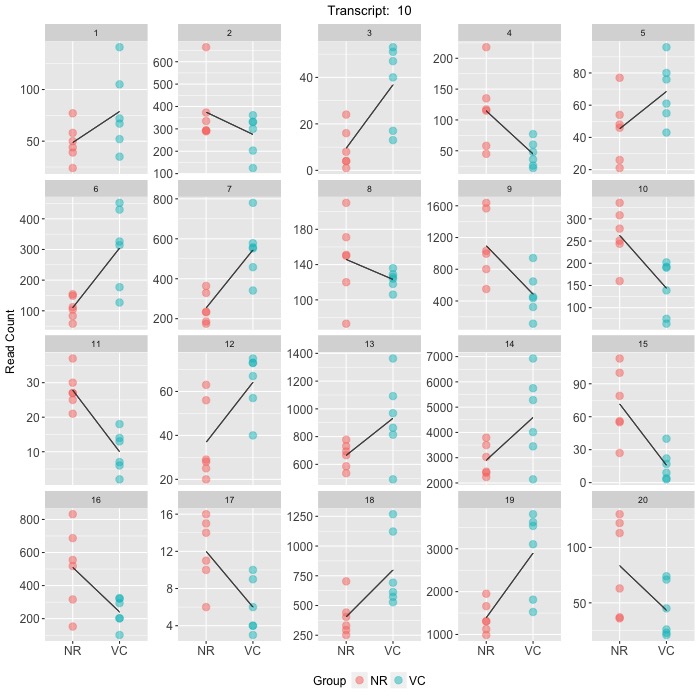 Transcript: 10
1 2 3 4 5
100 50
600 500 400 300 200 100
40 20 0
200 150 100 50
80 60 40 20
6 7 8 9 10
400 300 200 100
800 600 400 200
180 140 100
1600 1200 800 400
300 250 200 150 100
Read Count
11 12 13 14 15
30 20 10
60 40 20
1400 1200 1000 800 600
7000 6000 5000 4000 3000 2000
90 60 30 0
16 17 18 19 20
800 600 400 200
16 12 8 4
1250 1000 750 500 250
3000 2000 1000
100 50
NR VC NR VC NR VC NR VC NR VC
Group NR VC